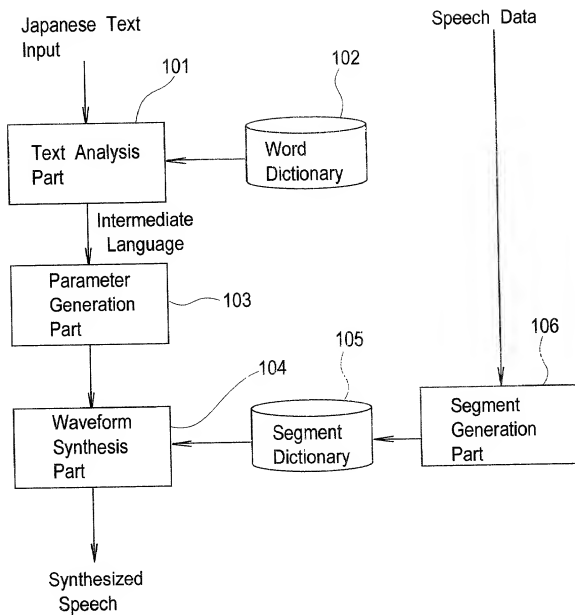 Japanese Text
Input
Speech Data
101
102
Text Analysis
Part
Word
Dictionary
Intermediate
Language
Parameter
Generation
Part
103
104
105
106
Waveform
Synthesis
Part
Segment
Dictionary
Segment
Generation
Part
Synthesized
Speech